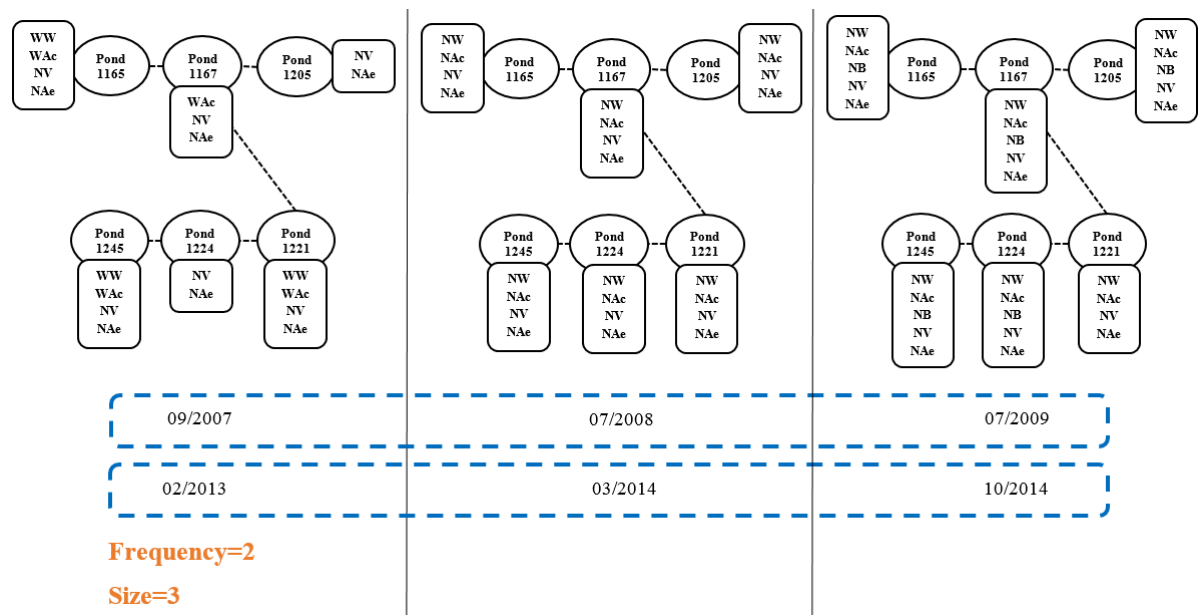 WW
WAc
NV
NAe
Pond
1165
Pond
1167
Pond
1205
NV
NAe
WAc
NV
NAe
Pond
1245
Pond
1224
Pond
1221
WW
WAc
NV
NAe
NV
NAe
WW
WAc
NV
NAe
NW
NAc
NV
NAe
Pond
1165
Pond
1167
Pond
1205
NW
NAc
NV
NAe
NW
NAc
NV
NAe
Pond
1245
Pond
1224
Pond
1221
NW
NAc
NV
NAe
NW
NAc
NV
NAe
NW
NAc
NV
NAe
NW
NAc
NB
NV
NAe
Pond
1165
Pond
1167
Pond
1205
NW
NAc
NB
NV
NAe
NW
NAc
NB
NV
NAe
Pond
1245
Pond
1224
Pond
1221
NW
NAc
NB
NV
NAe
NW
NAc
NB
NV
NAe
NW
NAc
NV
NAe
09/2007 07/2008 07/2009
02/2013 03/2014 10/2014
Frequency=2
Size=3